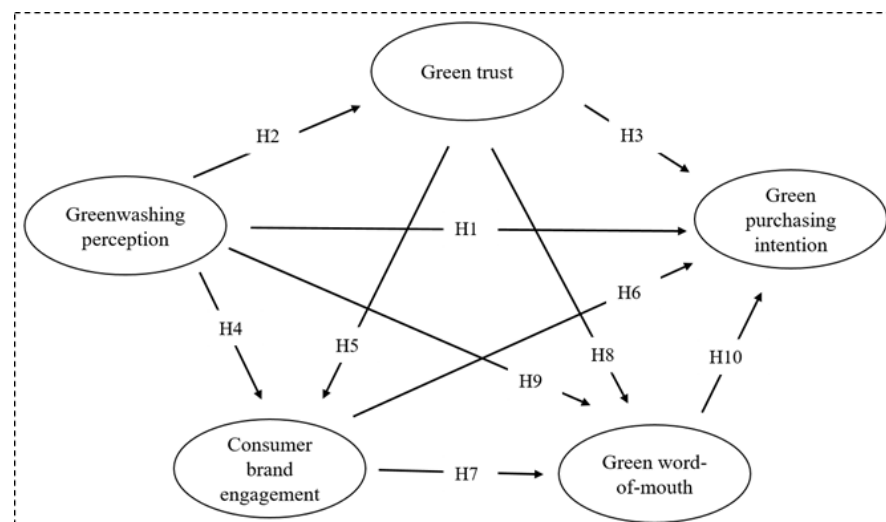 Green trust
H2
H3
Greenwashing
perception
Green
purchasing
intention
H1
H6
H4
H5
H8
H10
H9
Consumer
brand
engagement
H7
Green word-
of-mouth